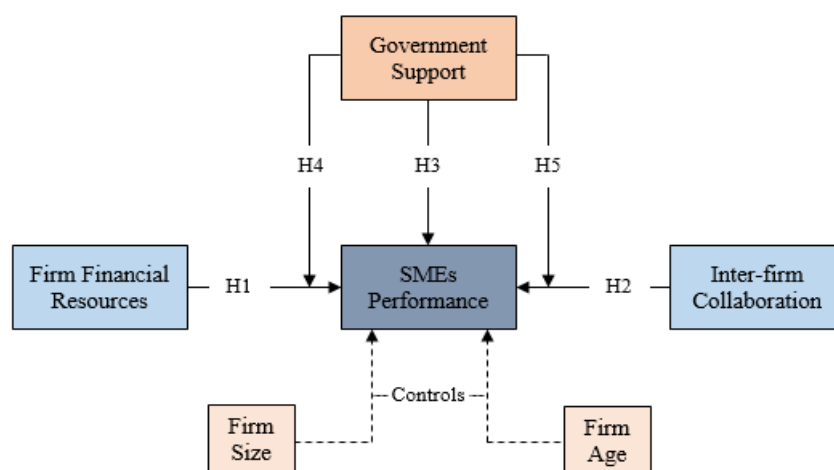 Government
Support
H4
H3
H5
Firm Financial
Resources
H1
SMEs
Performance
H2
Inter-firm
Collaboration
Controls
Firm
Size
Firm
Age